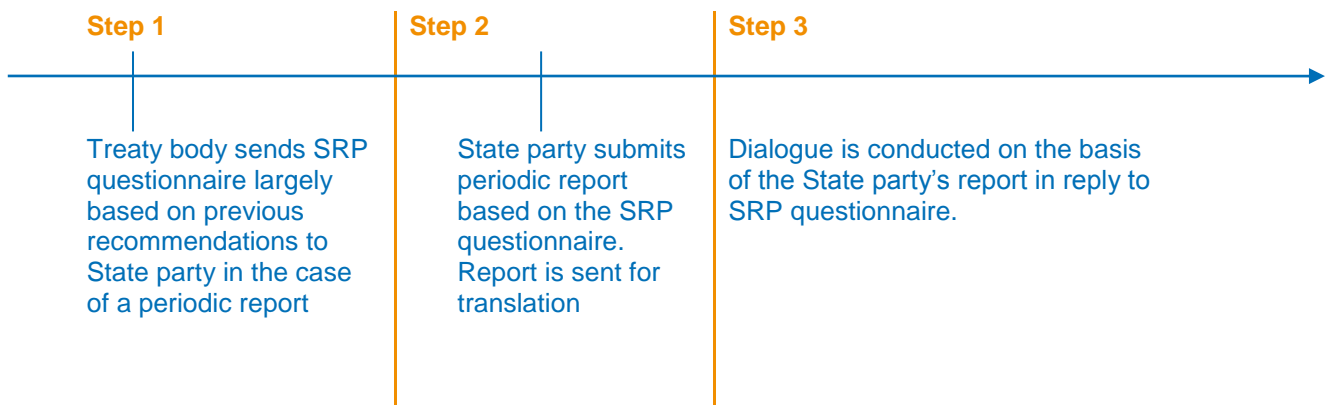 Step 1
Treaty body sends SRP
questionnaire largely
based on previous
recommendations to
State party in the case
of a periodic report
Step 2
State party submits
periodic report
based on the SRP
questionnaire.
Report is sent for
translation
Step 3
Dialogue is conducted on the basis
of the State party’s report in reply to
SRP questionnaire.